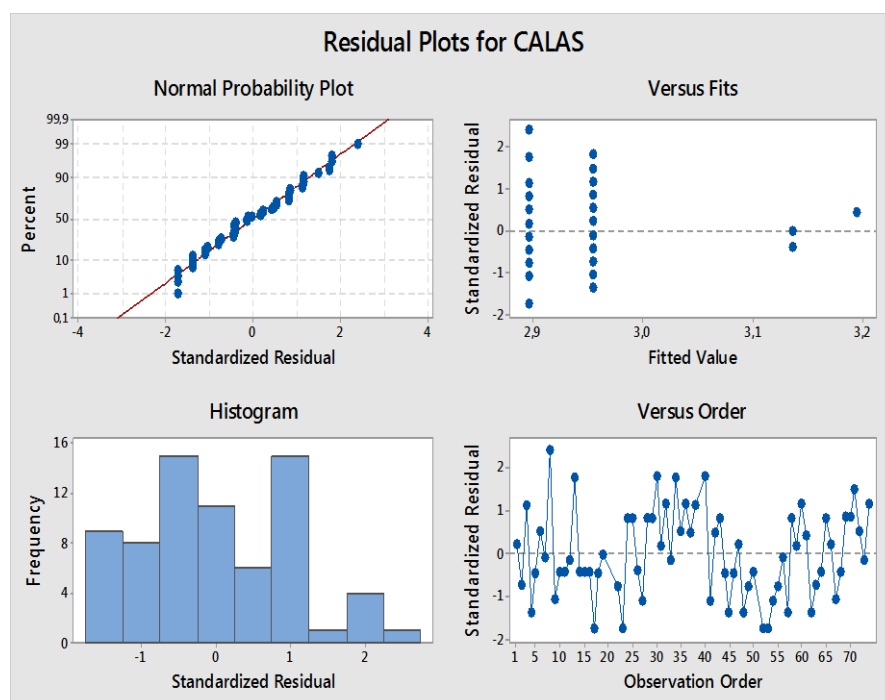 Residual Plots for CALAS
Normal Probability Plot
99,9
99
90
50
10
1
0,1
Percent
-4 -2 0 2 4
Standardized Residual
Versus Fits
2
1
0
-1
-2
Standardized Residual
2,9 3,0 3,1 3,2
Fitted Value
Histogram
16
12
8
4
0
Frequency
-1 0 1 2
Standardized Residual
Versus Order
2
1
0
-1
-2
Standardized Residual
1 5 10 15 20 25 30 35 40 45 50 55 60 65 70
Observation Order